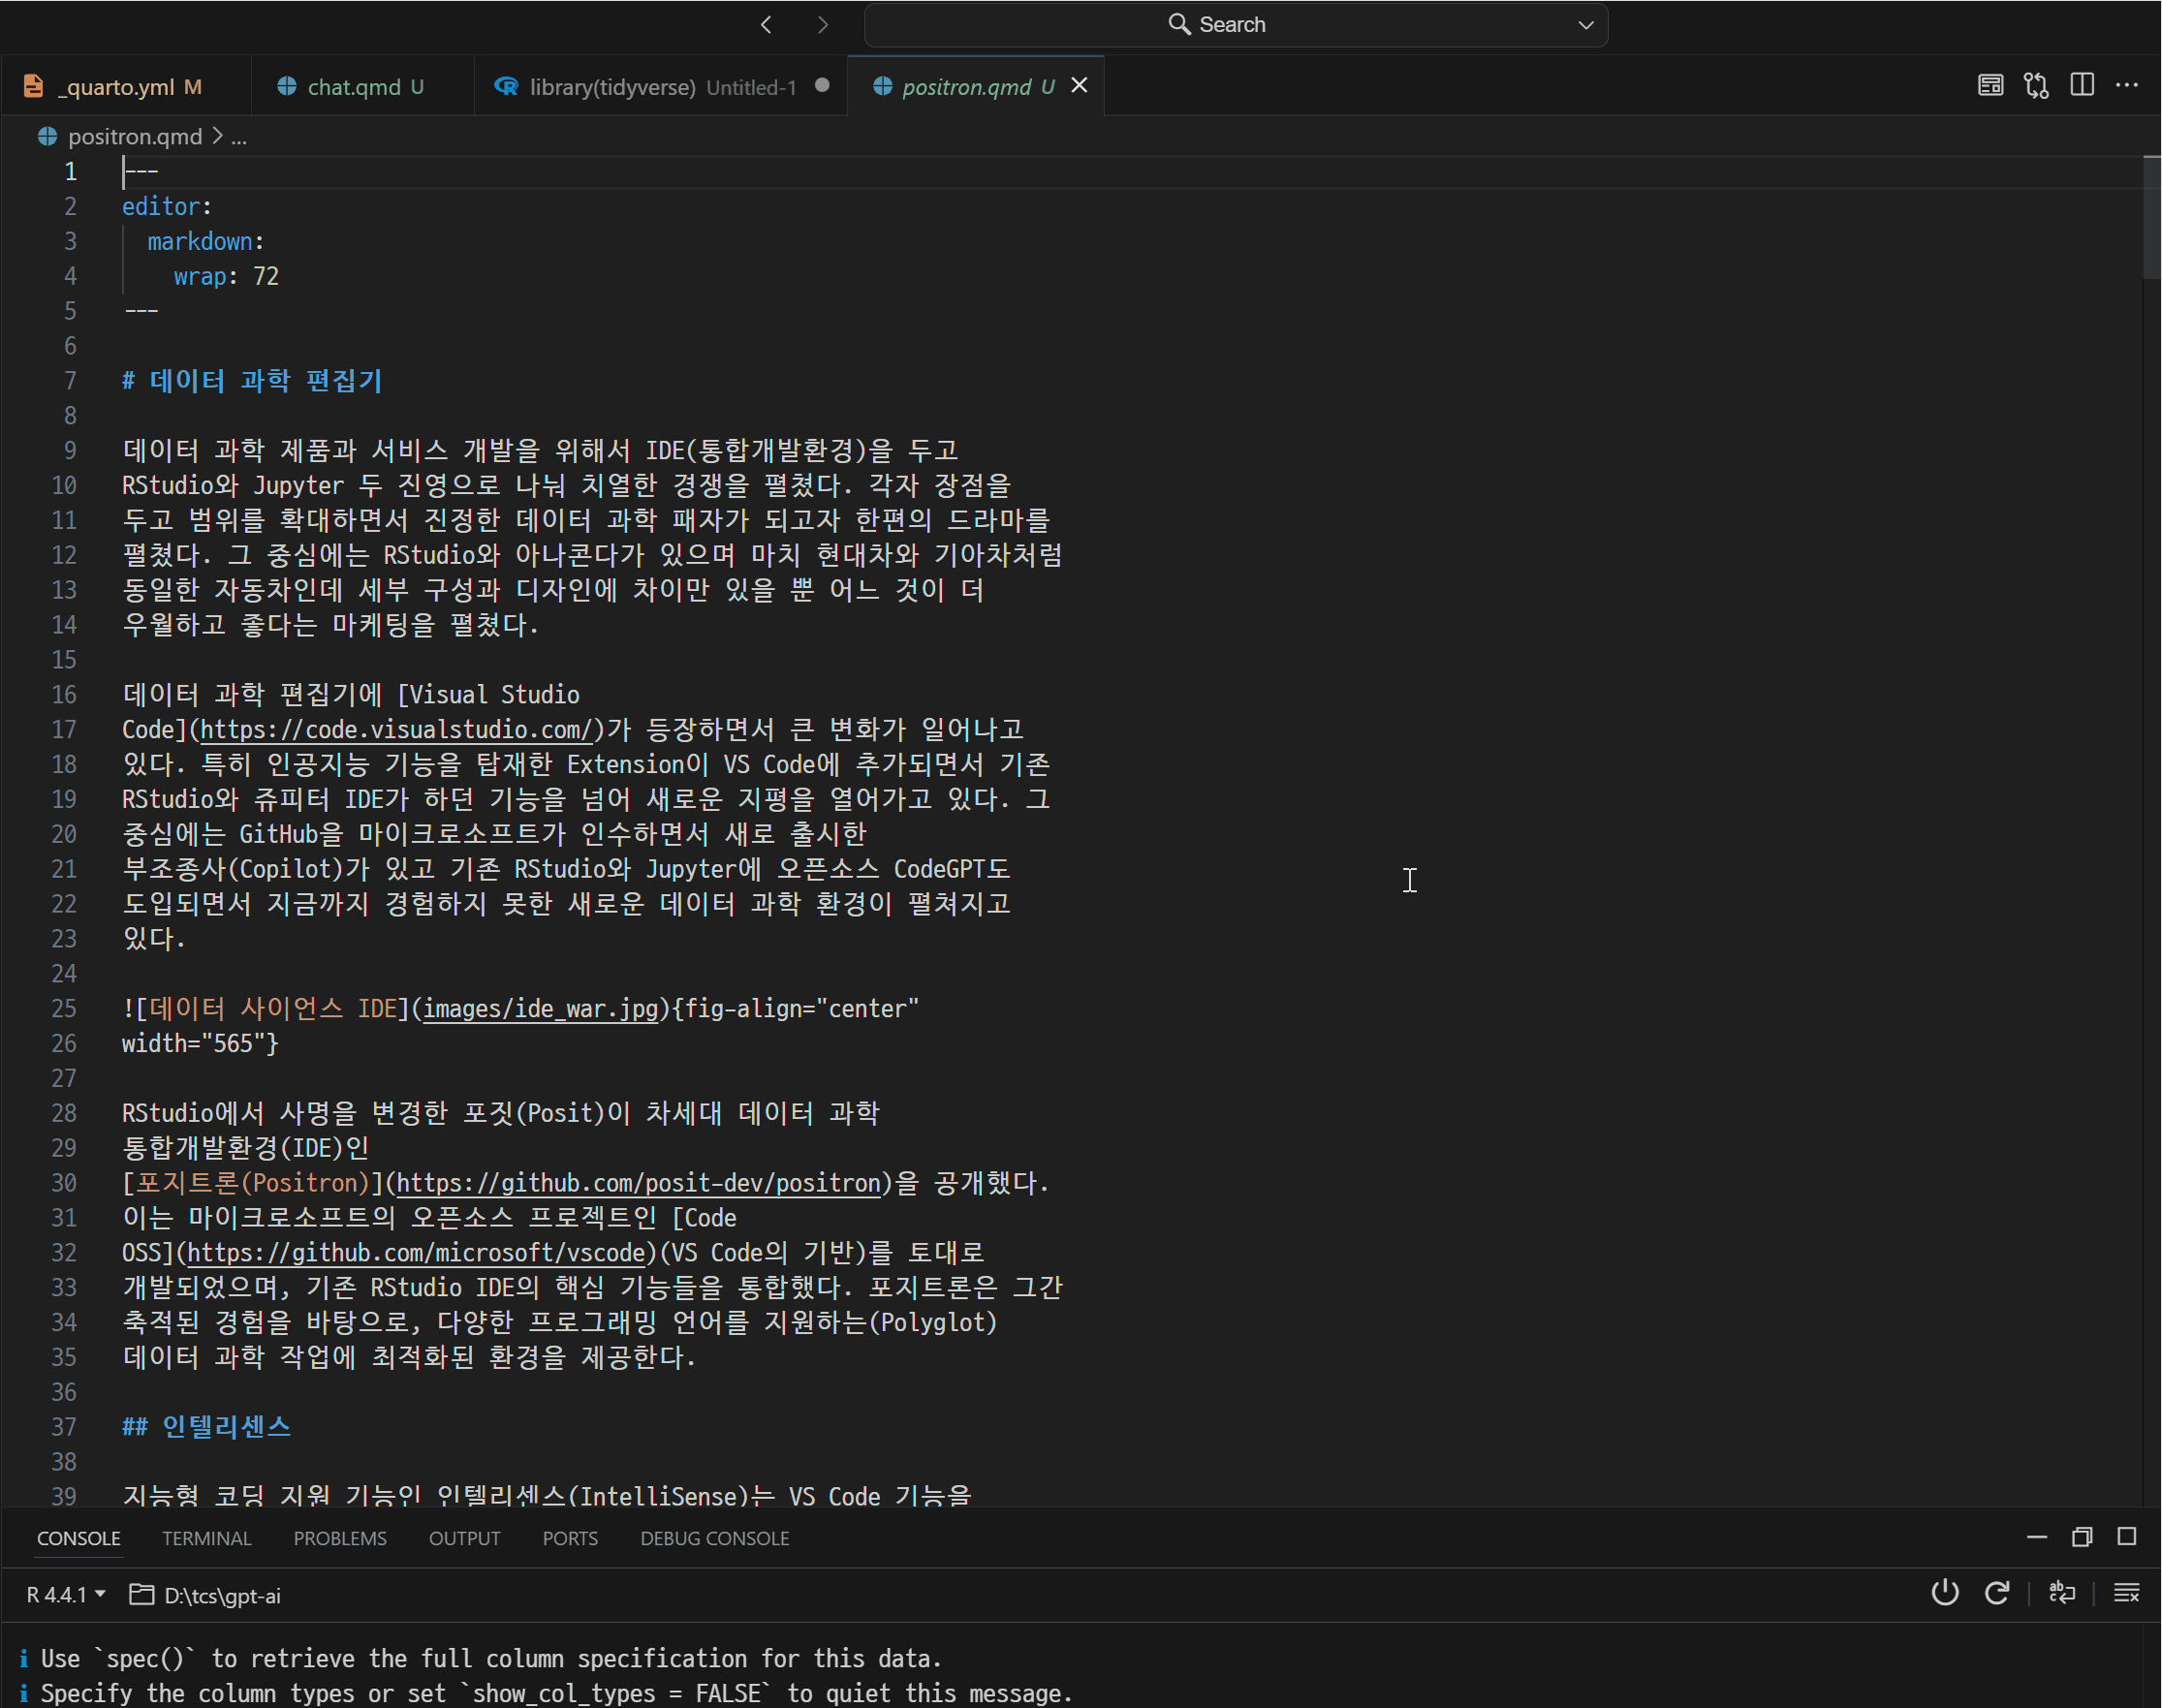 Search
_quarto.yml M
chat.qmd U
library(tidyverse) Untitled-1
positron.qmd U
positron.qmd > ...
1 ---
2 editor:
3 markdown:
4 wrap: 72
5 ---
6
7 # 데이터 과학 편집기
8
9 데이터 과학 제품과 서비스 개발을 위해서 IDE(통합개발환경)을 두고
10 RStudio와 Jupyter 두 진영으로 나눠 치열한 경쟁을 펼쳤다. 각자 장점을
11 두고 범위를 확대하면서 진정한 데이터 과학 패자가 되고자 한편의 드라마를
12 펼쳤다. 그 중심에는 RStudio와 아나콘다가 있으며 마치 현대차와 기아차처럼
13 동일한 자동차인데 세부 구성과 디자인에 차이만 있을 뿐 어느 것이 더
14 우월하고 좋다는 마케팅을 펼쳤다.
15
16 데이터 과학 편집기에 [Visual Studio
17 Code](https://code.visualstudio.com/)가 등장하면서 큰 변화가 일어나고
18 있다. 특히 인공지능 기능을 탑재한 Extension이 VS Code에 추가되면서 기존
19 RStudio와 쥬피터 IDE가 하던 기능을 넘어 새로운 지평을 열어가고 있다. 그
20 중심에는 GitHub을 마이크로소프트가 인수하면서 새로 출시한
21 부조종사(Copilot)가 있고 기존 RStudio와 Jupyter에 오픈소스 CodeGPT도
22 도입되면서 지금까지 경험하지 못한 새로운 데이터 과학 환경이 펼쳐지고
23 있다.
24
25 ![데이터 사이언스 IDE](images/ide_war.jpg){fig-align="center"
26 width="565"}
27
28 RStudio에서 사명을 변경한 포짓(Posit)이 차세대 데이터 과학
29 통합개발환경(IDE)인
30 [포지트론(Positron)](https://github.com/posit-dev/positron)을 공개했다.
31 이는 마이크로소프트의 오픈소스 프로젝트인 [Code
32 OSS](https://github.com/microsoft/vscode)(VS Code의 기반)를 토대로
33 개발되었으며, 기존 RStudio IDE의 핵심 기능들을 통합했다. 포지트론은 그간
34 축적된 경험을 바탕으로, 다양한 프로그래밍 언어를 지원하는(Polyglot)
35 데이터 과학 작업에 최적화된 환경을 제공한다.
36
37 ## 인텔리센스
38
39 지능형 코딩 지원 기능인 인텔리센스(IntelliSense)는 VS Code 기능을
CONSOLE TERMINAL PROBLEMS OUTPUT PORTS DEBUG CONSOLE
R 4.4.1 D:\tcs\gpt-ai
i Use `spec()` to retrieve the full column specification for this data.
i Specify the column types or set `show_col_types = FALSE` to quiet this message.